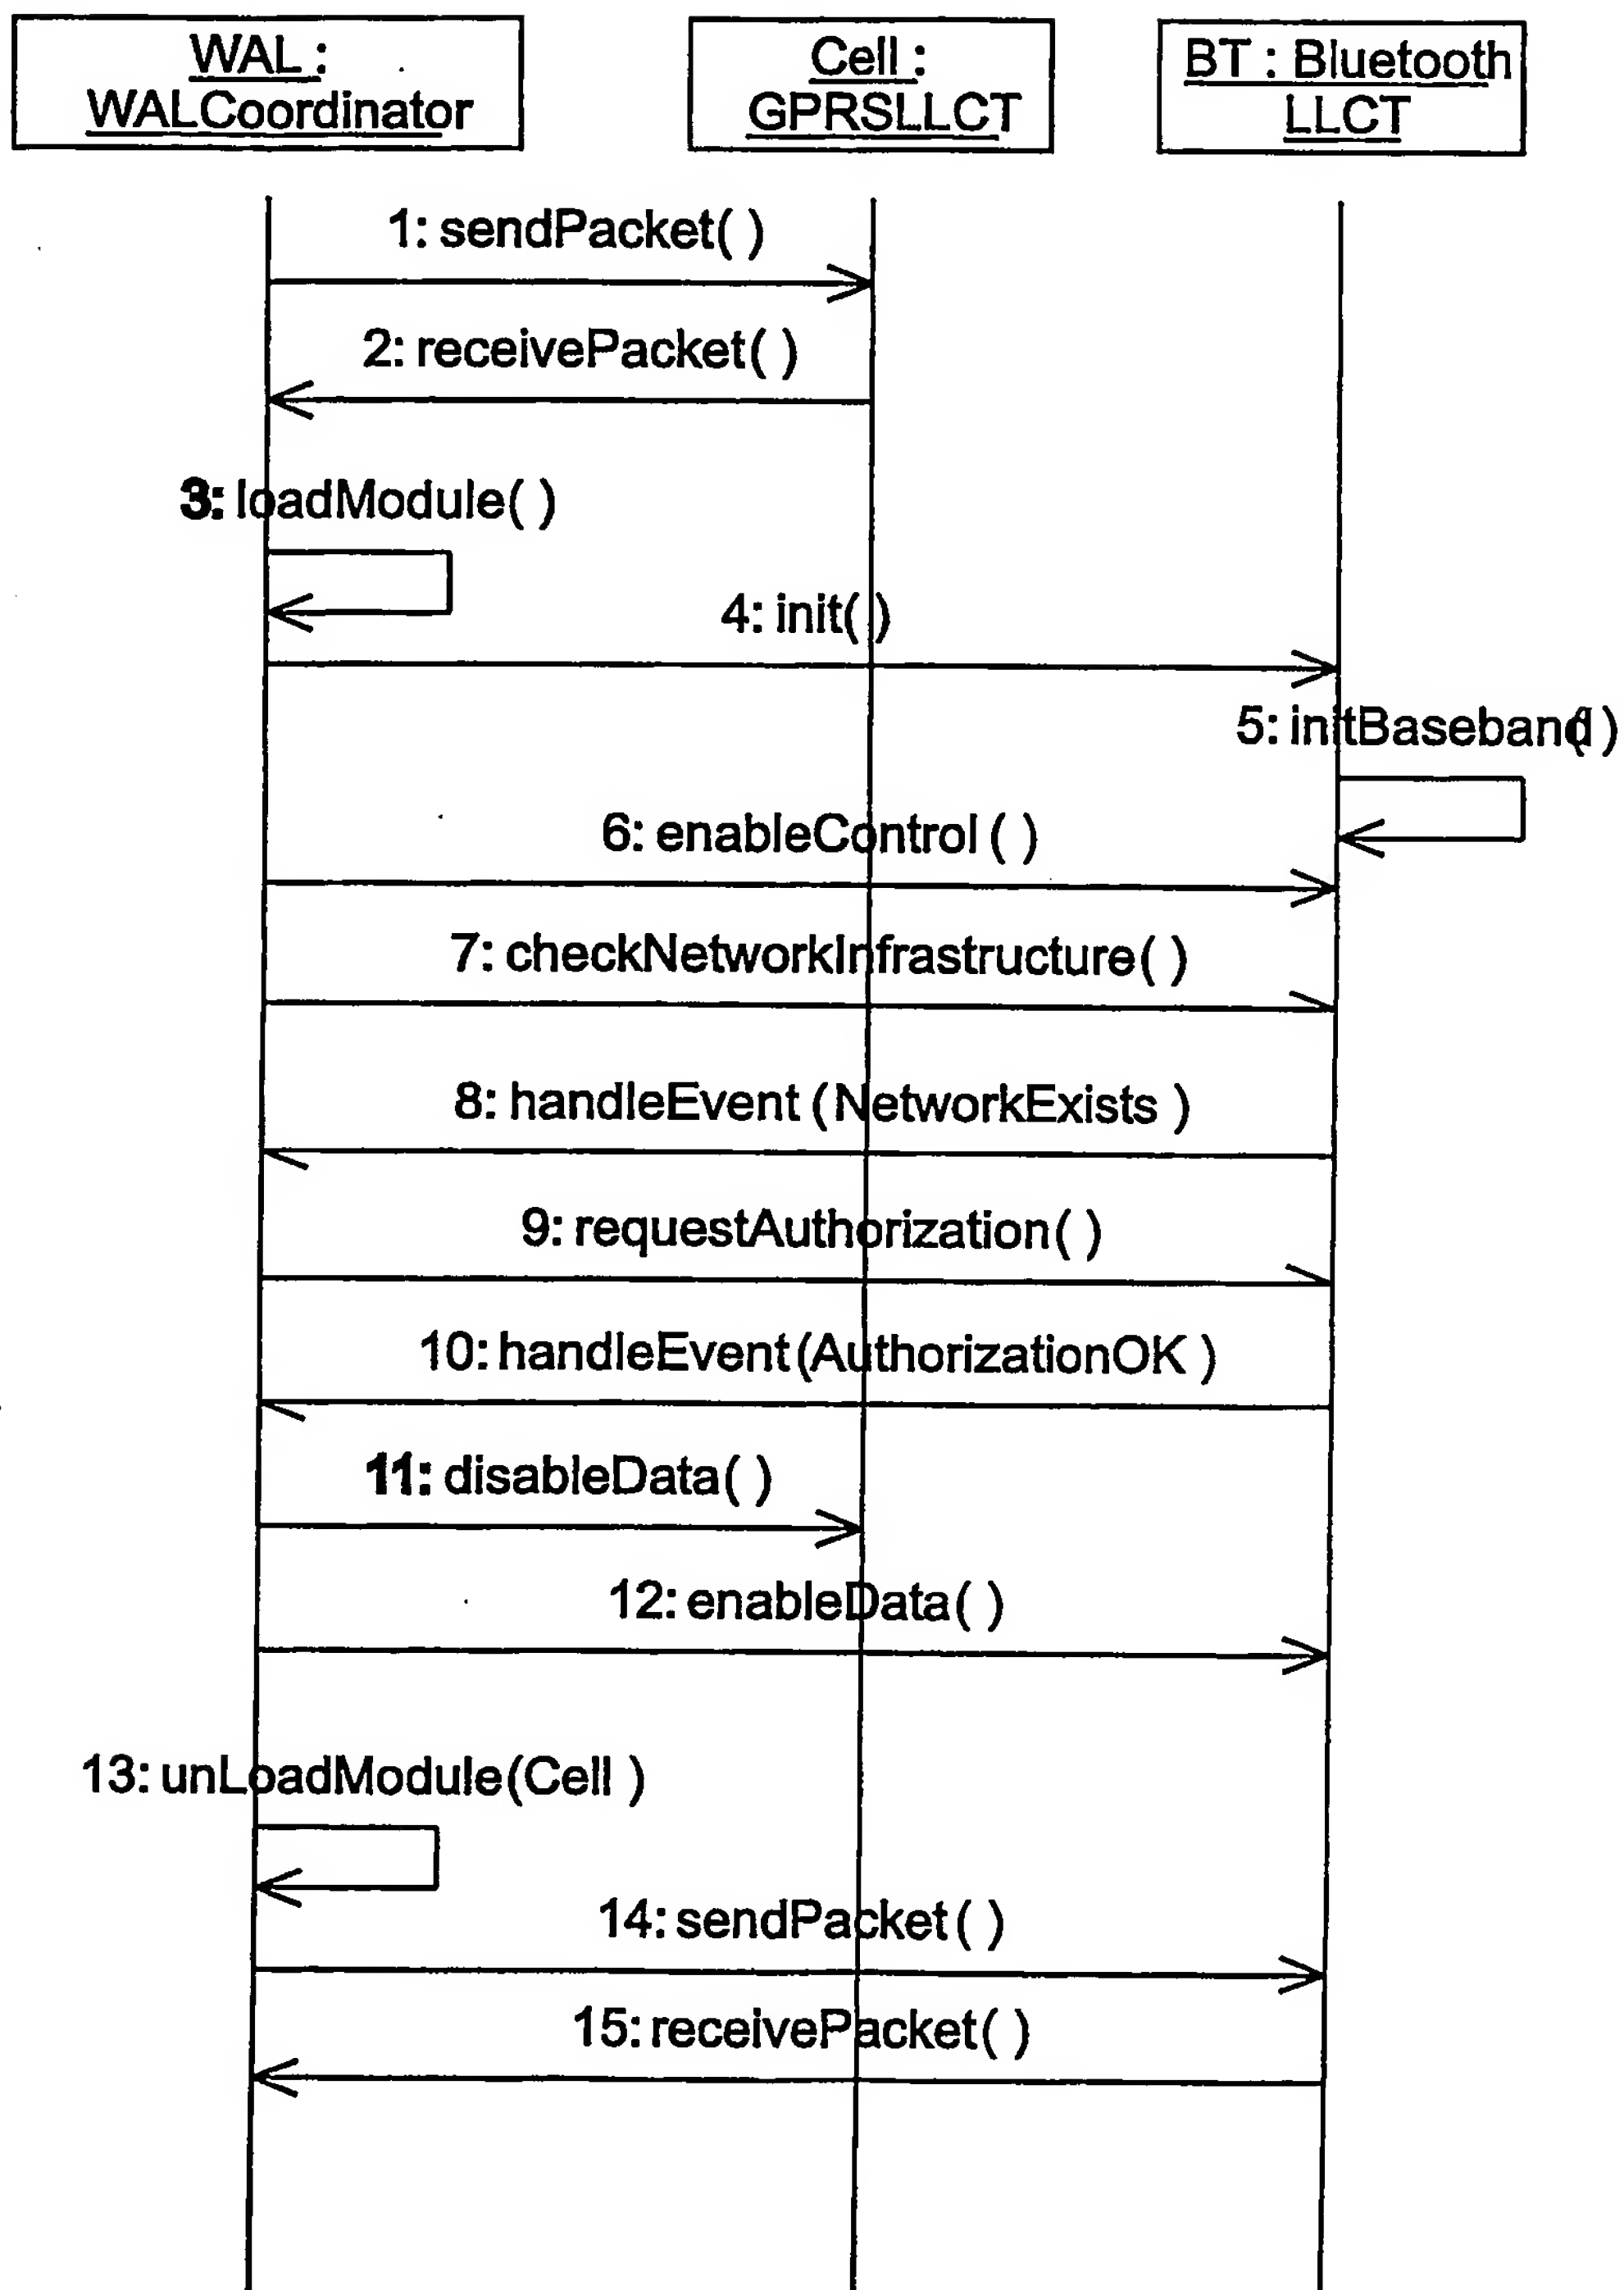 WAL :
WALCoordinator
Cell :
GPRSLLCT
BT : Bluetooth
LLCT
1: sendPacket( )
2: receivePacket( )
3: loadModule( )
4: init( )
5: initBaseband( )
6: enableControl ( )
7: checkNetworkInfrastructure( )
8: handleEvent (NetworkExists )
9: requestAuthorization( )
10: handleEvent (AuthorizationOK )
11: disableData( )
12: enableData( )
13: unLoadModule(Cell )
14: sendPacket( )
15: receivePacket( )